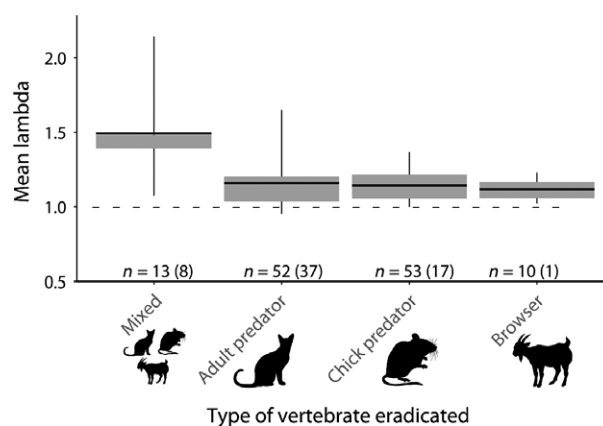 Mean lambda
2.0
1.5
1.0
0.5
n = 13 (8)
n = 52 (37)
n = 53 (17)
n = 10 (1)
Mixed
Adult predator
Chick predator
Browser
Type of vertebrate eradicated